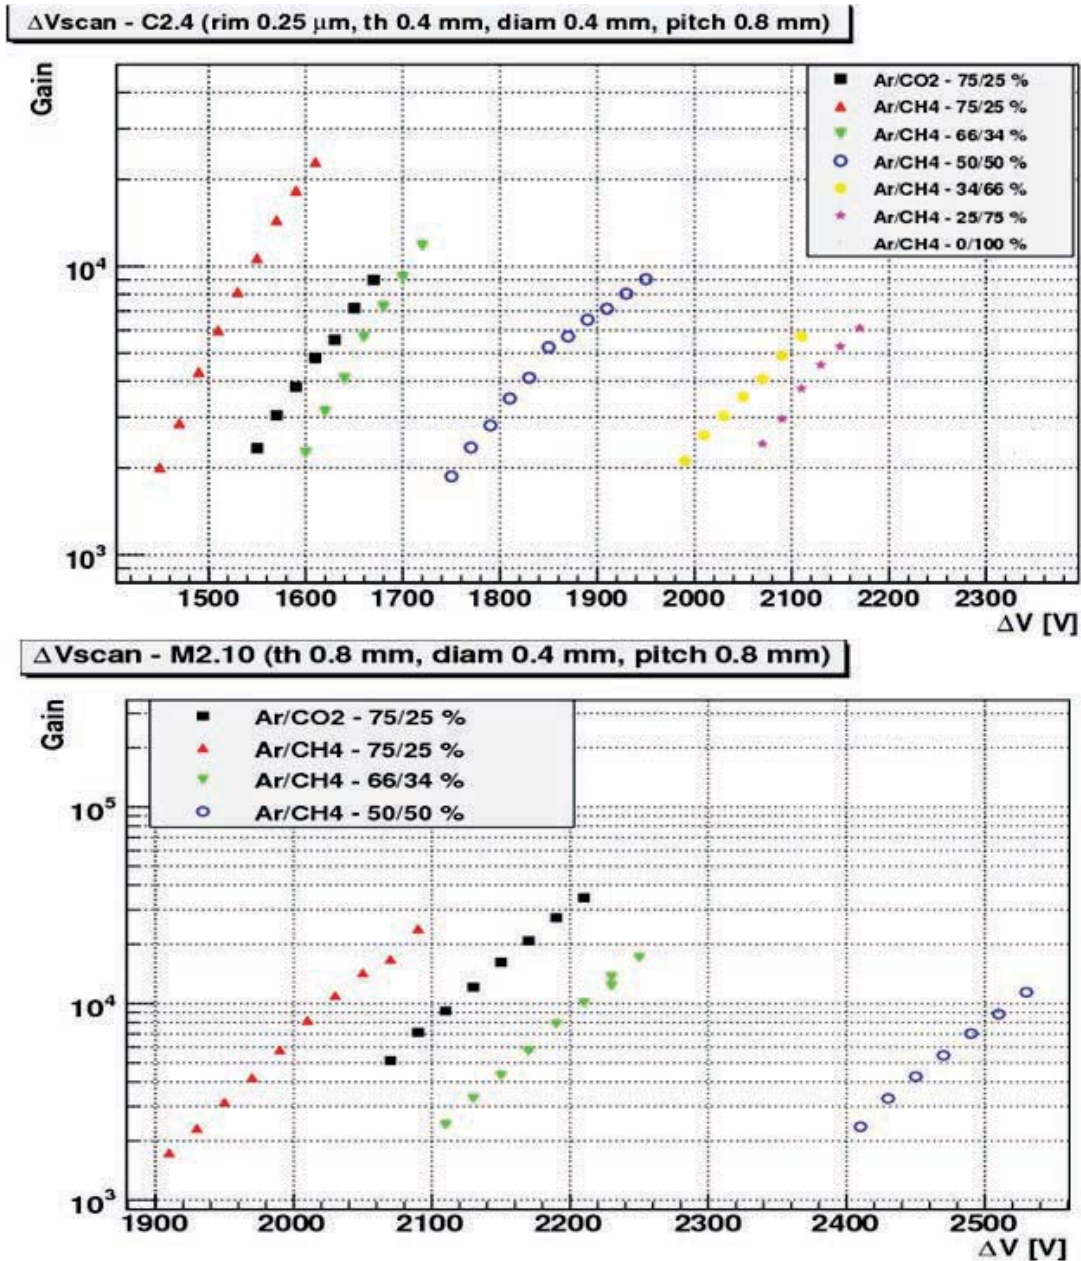 ΔVscan - C2.4 (rim 0.25 μm, th 0.4 mm, diam 0.4 mm, pitch 0.8 mm)
Gain
Ar/CO2 - 75/25 %
Ar/CH4 - 75/25 %
Ar/CH4 - 66/34 %
Ar/CH4 - 50/50 %
Ar/CH4 - 34/66 %
Ar/CH4 - 25/75 %
Ar/CH4 - 0/100 %
10⁴
10³
1500 1600 1700 1800 1900 2000 2100 2200 2300
ΔV [V]
ΔVscan - M2.10 (th 0.8 mm, diam 0.4 mm, pitch 0.8 mm)
Gain
Ar/CO2 - 75/25 %
Ar/CH4 - 75/25 %
Ar/CH4 - 66/34 %
Ar/CH4 - 50/50 %
10⁵
10⁴
10³
1900 2000 2100 2200 2300 2400 2500
ΔV [V]